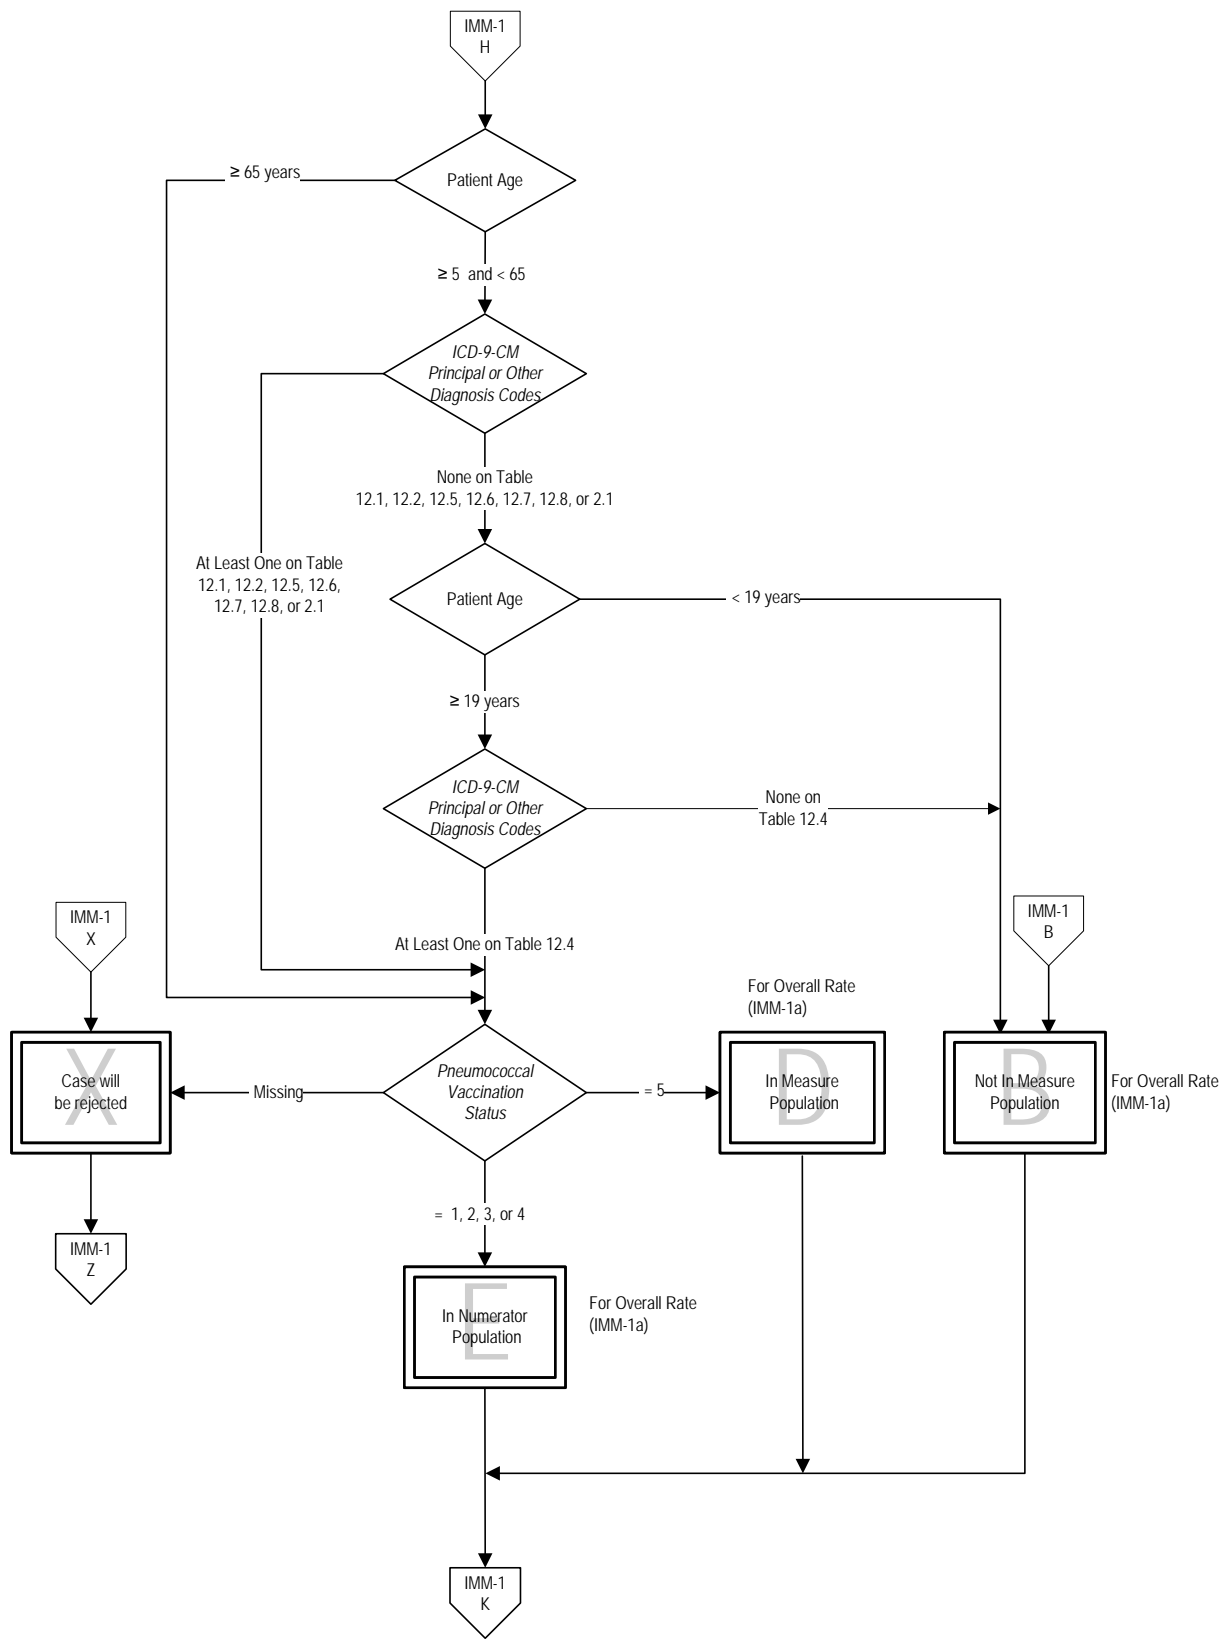 IMM-1
H
Patient Age
≥ 65 years
≥ 5 and < 65
ICD-9-CM
Principal or Other
Diagnosis Codes
None on Table
12.1, 12.2, 12.5, 12.6, 12.7, 12.8, or 2.1
At Least One on Table
12.1, 12.2, 12.5, 12.6,
12.7, 12.8, or 2.1
Patient Age
< 19 years
≥ 19 years
ICD-9-CM
Principal or Other
Diagnosis Codes
None on
Table 12.4
IMM-1
X
IMM-1
B
At Least One on Table 12.4
For Overall Rate
(IMM-1a)
X
Case will
be rejected
Missing
Pneumococcal
Vaccination
Status
= 5
D
In Measure
Population
B
Not In Measure
Population
For Overall Rate
(IMM-1a)
= 1, 2, 3, or 4
IMM-1
Z
E
In Numerator
Population
For Overall Rate
(IMM-1a)
IMM-1
K